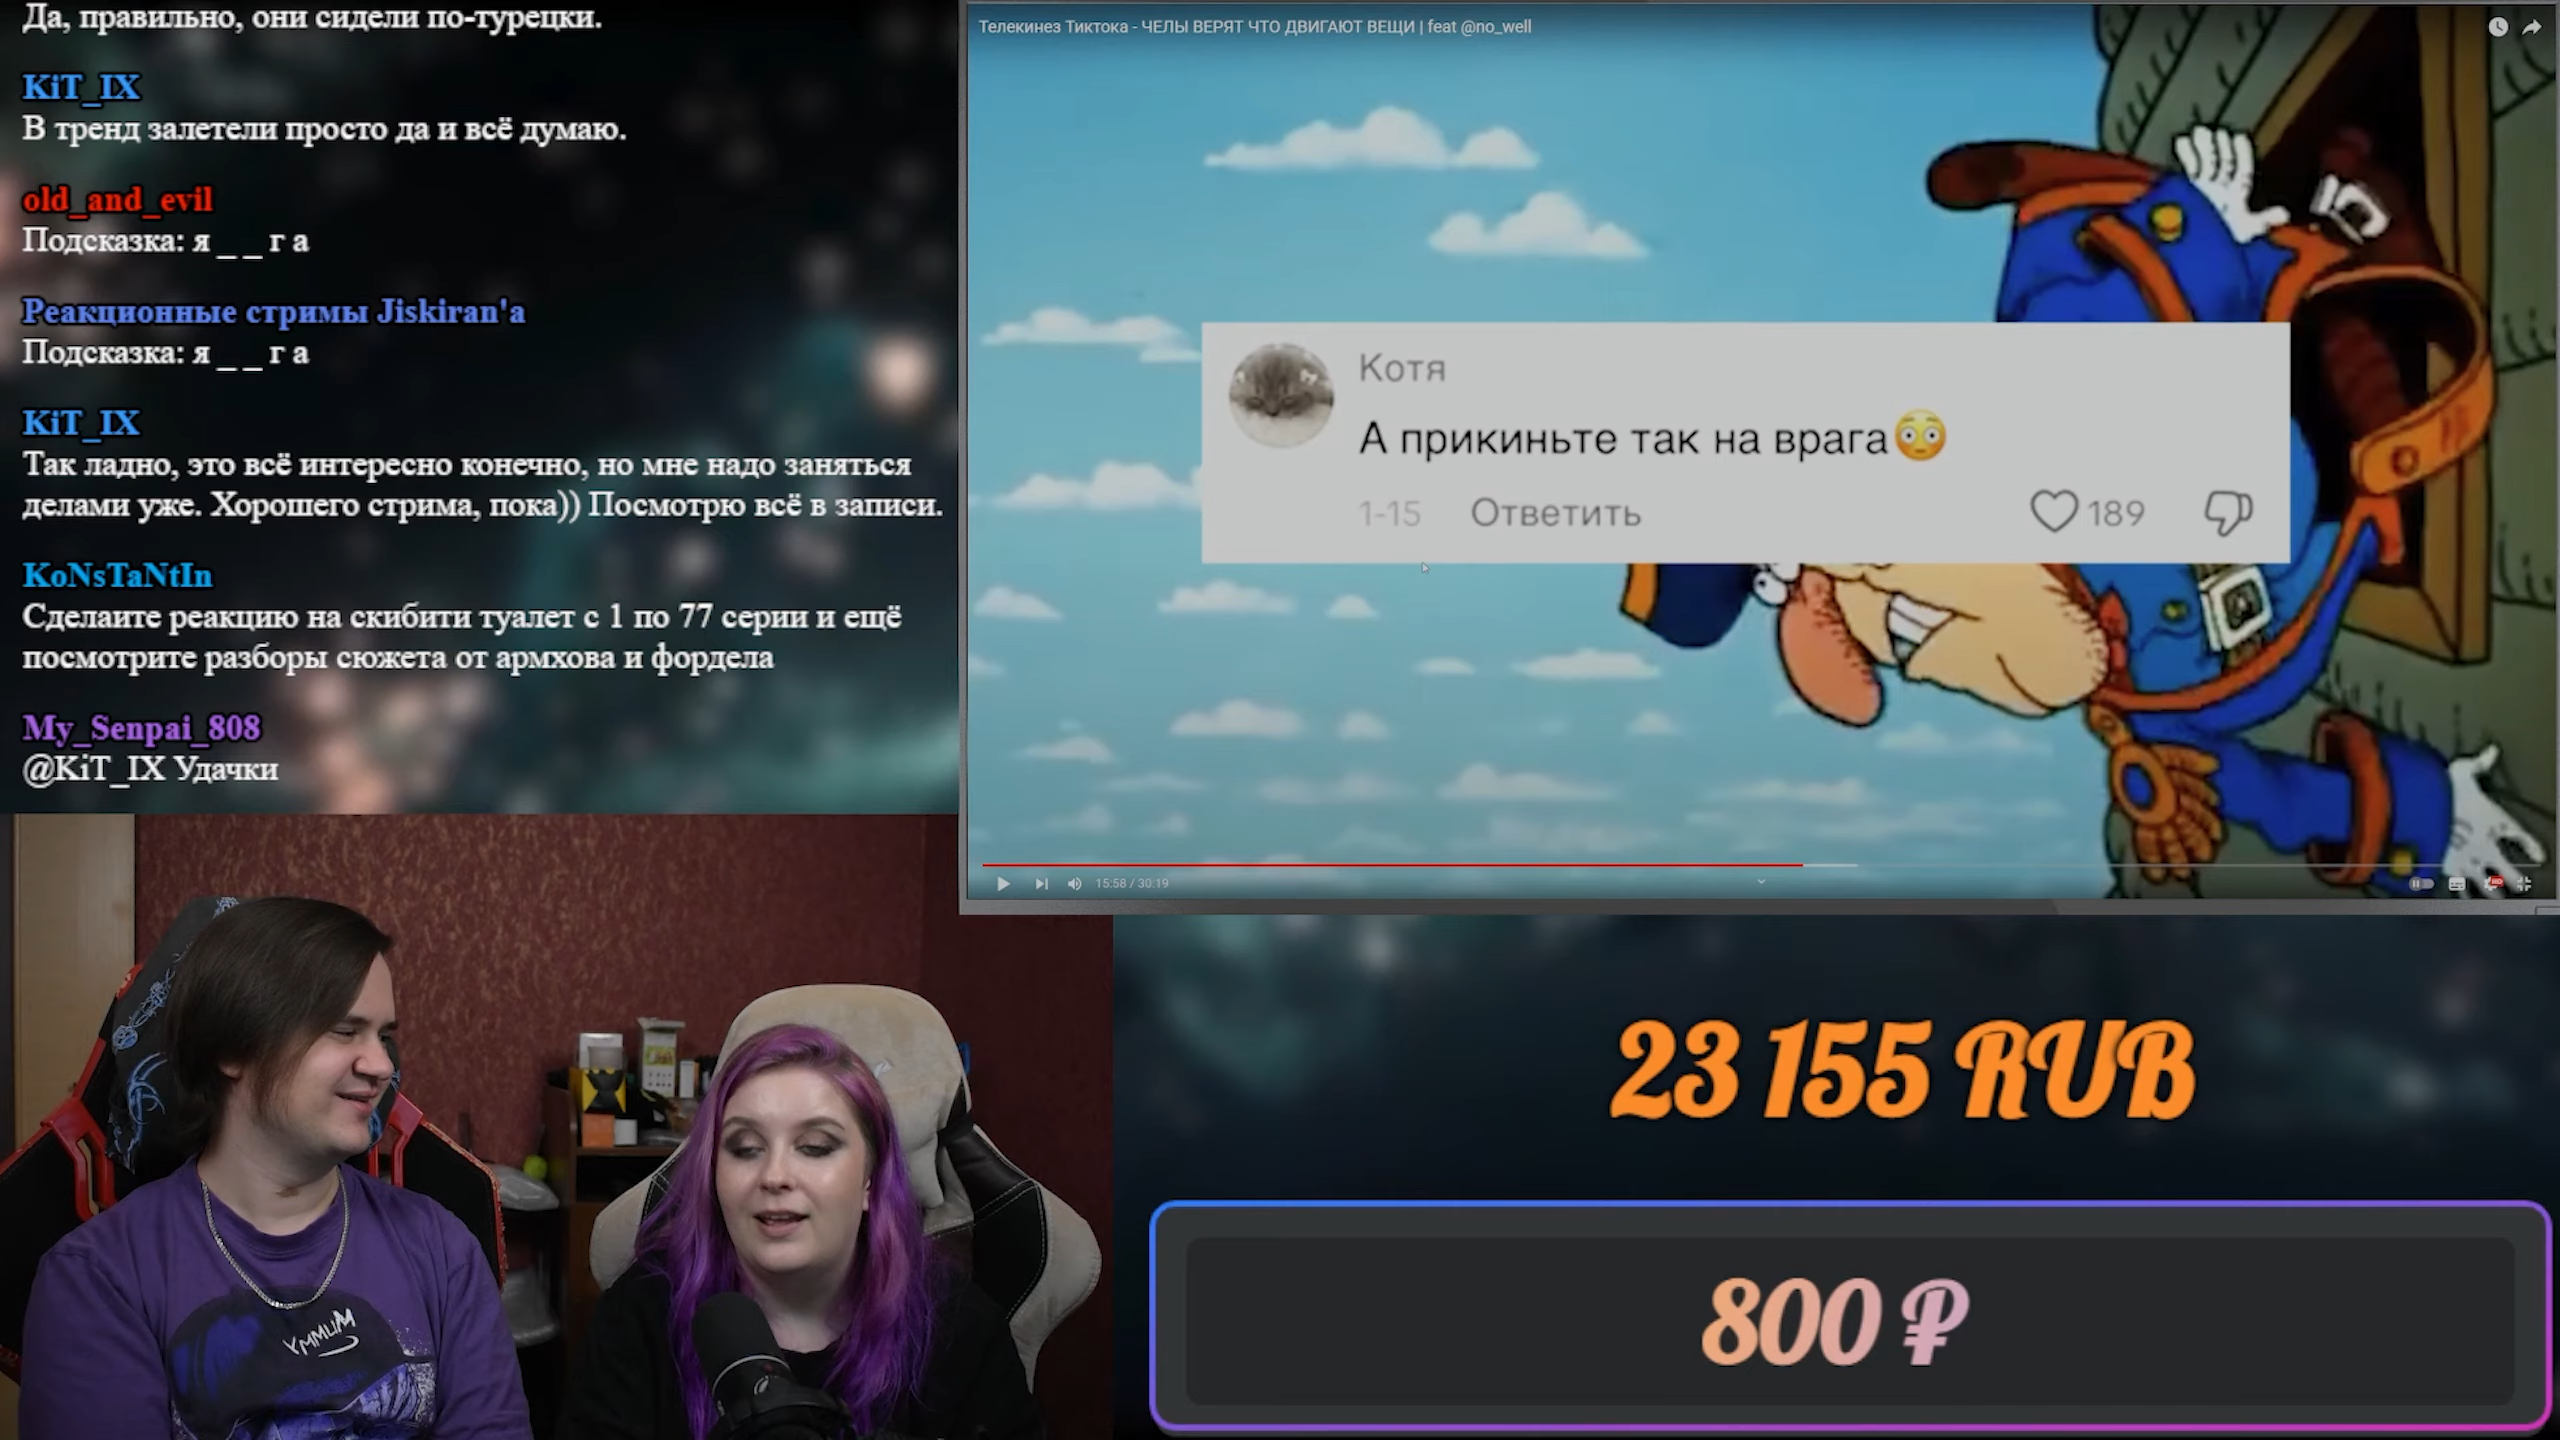 Да, правильно, они сидели по-турецки.
KiT_IX
В тренд залетели просто да и всё думаю.
old_and_evil
Подсказка: я _ _ г а
Реакционные стримы Jiskiran'a
Подсказка: я _ _ г а
KiT_IX
Так ладно, это всё интересно конечно, но мне надо заняться
делами уже. Хорошего стрима, пока)) Посмотрю всё в записи.
KoNsTaNtIn
Сделаите реакцию на скибити туалет с 1 по 77 серии и ещё
посмотрите разборы сюжета от армхова и фордела
My_Senpai_808
@KiT_IX Удачки
Телекинез Тиктока - ЧЕЛЫ ВЕРЯТ ЧТО ДВИГАЮТ ВЕЩИ | feat @no_well
Котя
А прикиньте так на врага😳
1-15 Ответить 189
15:58 / 30:19
23 155 RUB
800 ₽